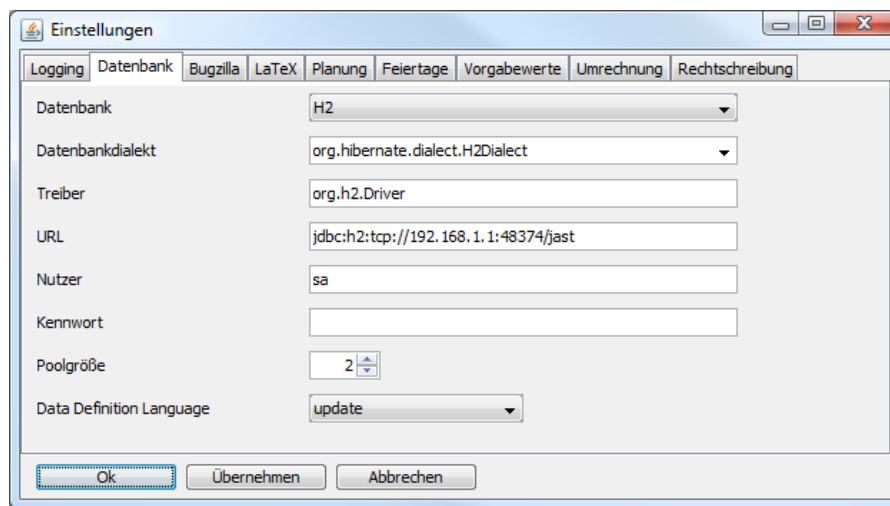 Einstellungen
Logging Datenbank Bugzilla LaTeX Planung Feiertage Vorgabewerte Umrechnung Rechtschreibung
Datenbank H2
Datenbankdialekt org.hibernate.dialect.H2Dialect
Treiber org.h2.Driver
URL jdbc:h2:tcp://192.168.1.1:48374/jast
Nutzer sa
Kennwort
Poolgröße 2
Data Definition Language update
Ok Übernehmen Abbrechen